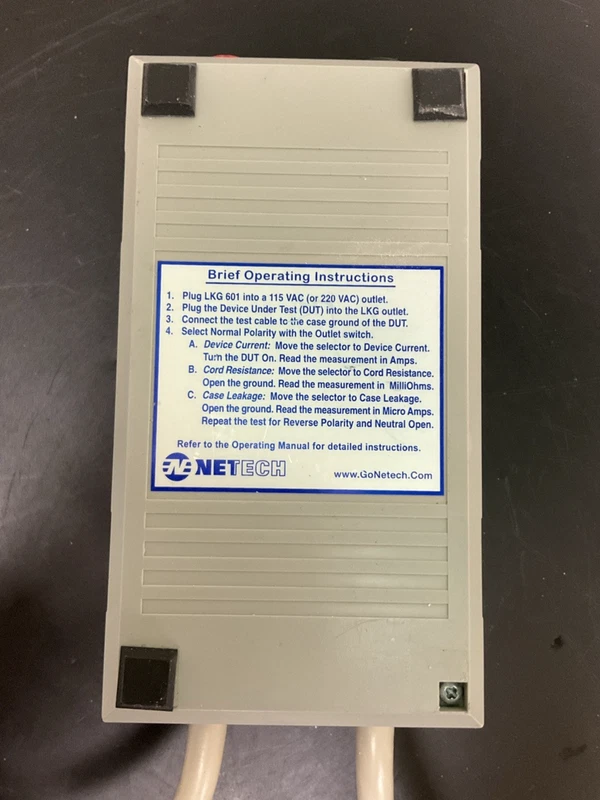 Brief Operating Instructions
1. Plug LKG 601 into a 115 VAC (or 220 VAC) outlet.
2. Plug the Device Under Test (DUT) into the LKG outlet.
3. Connect the test cable to the case ground of the DUT.
4. Select Normal Polarity with the Outlet switch.
A. Device Current: Move the selector to Device Current.
Turn the DUT On. Read the measurement in Amps.
B. Cord Resistance: Move the selector to Cord Resistance.
Open the ground. Read the measurement in MilliOhms.
C. Case Leakage: Move the selector to Case Leakage.
Open the ground. Read the measurement in Micro Amps.
Repeat the test for Reverse Polarity and Neutral Open.
Refer to the Operating Manual for detailed instructions.
NETECH www.GoNetech.Com